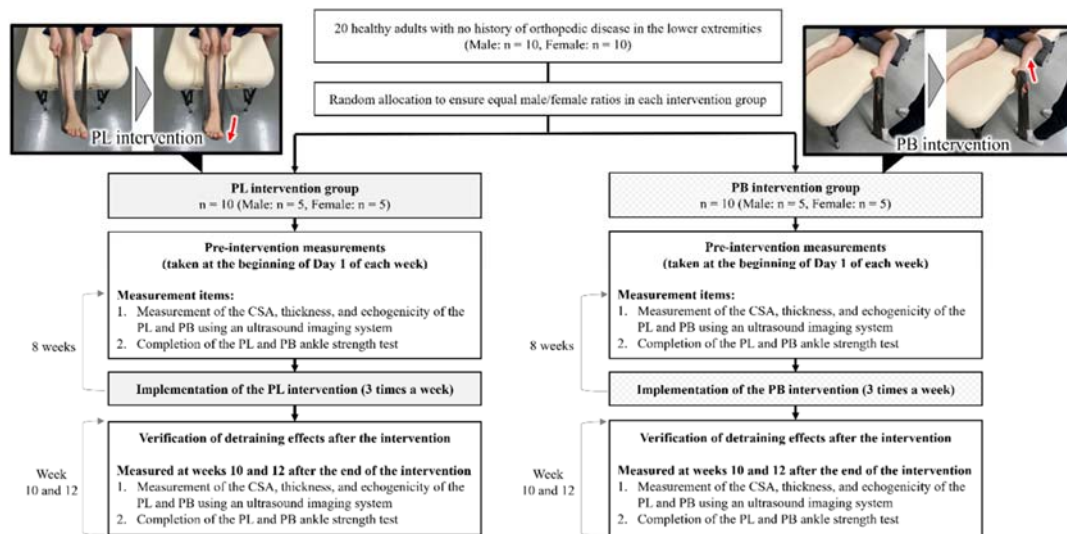 20 healthy adults with no history of orthopedic disease in the lower extremities
(Male: n = 10, Female: n = 10)
Random allocation to ensure equal male/female ratios in each intervention group
PL intervention
PB intervention
PL intervention group
n = 10 (Male: n = 5, Female: n = 5)
Pre-intervention measurements
(taken at the beginning of Day 1 of each week)
Measurement items:
1. Measurement of the CSA, thickness, and echogenicity of the
PL and PB using an ultrasound imaging system
2. Completion of the PL and PB ankle strength test
8 weeks
Implementation of the PL intervention (3 times a week)
Verification of detraining effects after the intervention
Measured at weeks 10 and 12 after the end of the intervention
1. Measurement of the CSA, thickness, and echogenicity of the
PL and PB using an ultrasound imaging system
2. Completion of the PL and PB ankle strength test
Week
10 and 12
PB intervention group
n = 10 (Male: n = 5, Female: n = 5)
Pre-intervention measurements
(taken at the beginning of Day 1 of each week)
Measurement items:
1. Measurement of the CSA, thickness, and echogenicity of the
PL and PB using an ultrasound imaging system
2. Completion of the PL and PB ankle strength test
8 weeks
Implementation of the PB intervention (3 times a week)
Verification of detraining effects after the intervention
Measured at weeks 10 and 12 after the end of the intervention
1. Measurement of the CSA, thickness, and echogenicity of the
PL and PB using an ultrasound imaging system
2. Completion of the PL and PB ankle strength test
Week
10 and 12